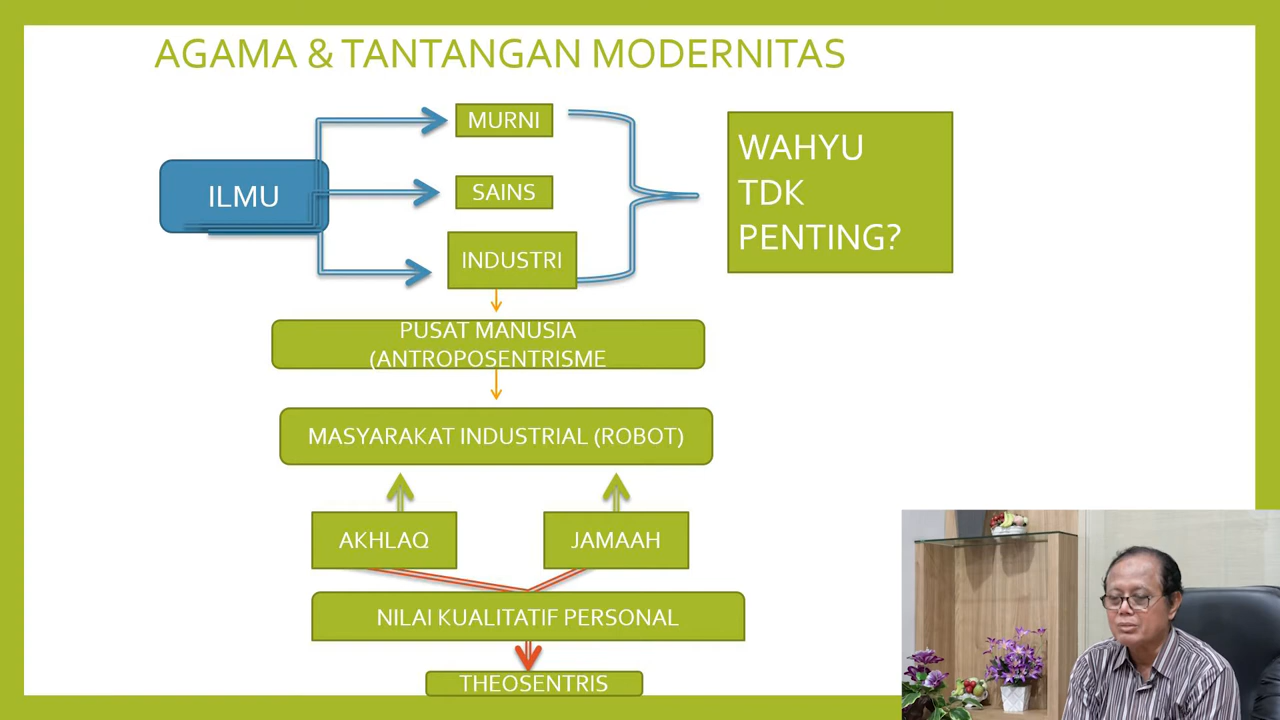 AGAMA & TANTANGAN MODERNITAS
ILMU
MURNI
SAINS
INDUSTRI
WAHYU
TDK
PENTING?
PUSAT MANUSIA
(ANTROPOSENTRISME
MASYARAKAT INDUSTRIAL (ROBOT)
AKHLAQ
JAMAAH
NILAI KUALITATIF PERSONAL
THEOSENTRIS